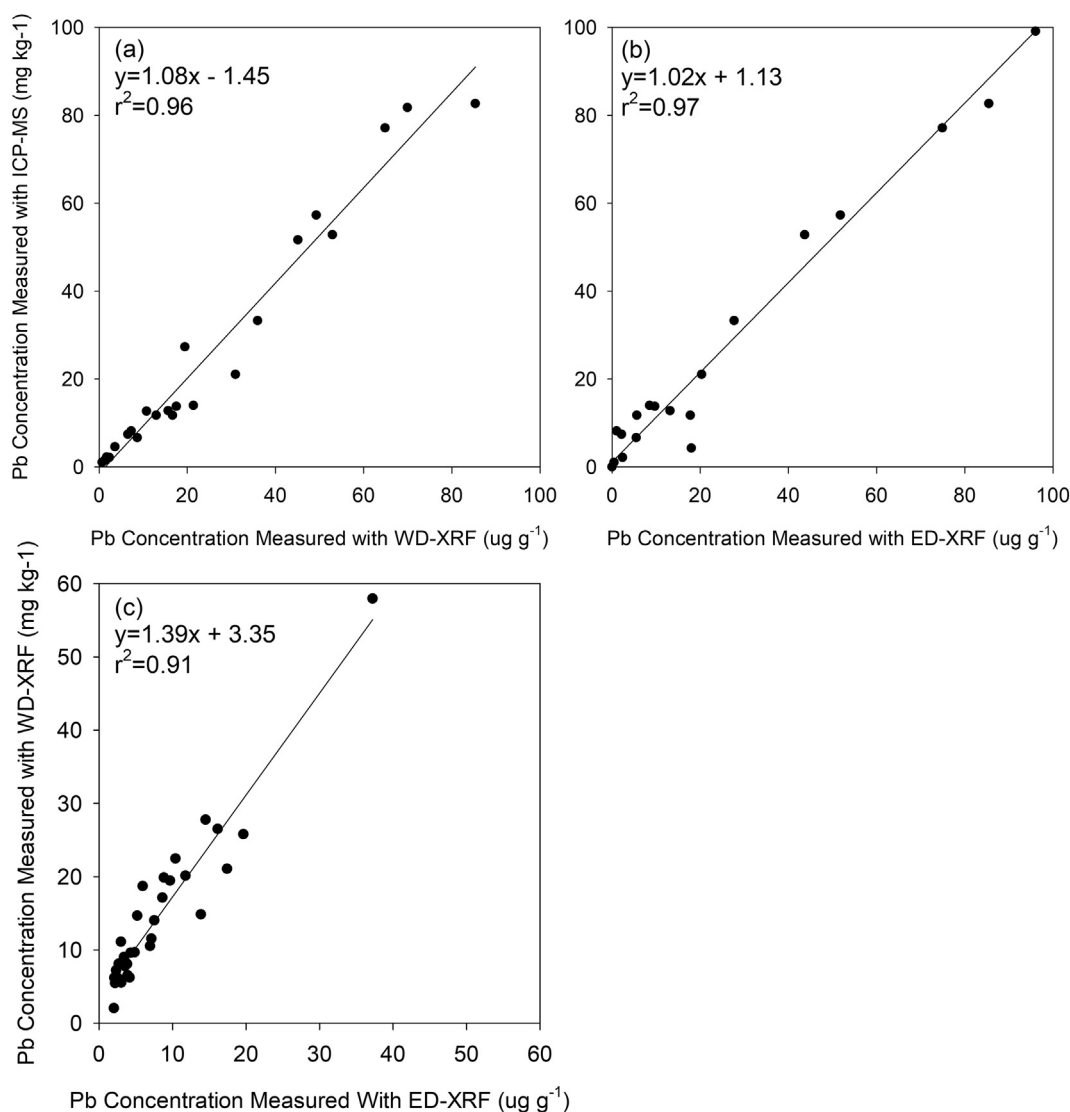 (a)
y=1.08x - 1.45
r²=0.96
Pb Concentration Measured with ICP-MS (mg kg-1)
100
80
60
40
20
0
0 20 40 60 80 100
Pb Concentration Measured with WD-XRF (ug g⁻¹)
(b)
y=1.02x + 1.13
r²=0.97
100
80
60
40
20
0
0 20 40 60 80 100
Pb Concentration Measured with ED-XRF (ug g⁻¹)
(c)
y=1.39x + 3.35
r²=0.91
Pb Concentration Measured with WD-XRF (mg kg-1)
60
50
40
30
20
10
0
0 10 20 30 40 50 60
Pb Concentration Measured With ED-XRF (ug g⁻¹)